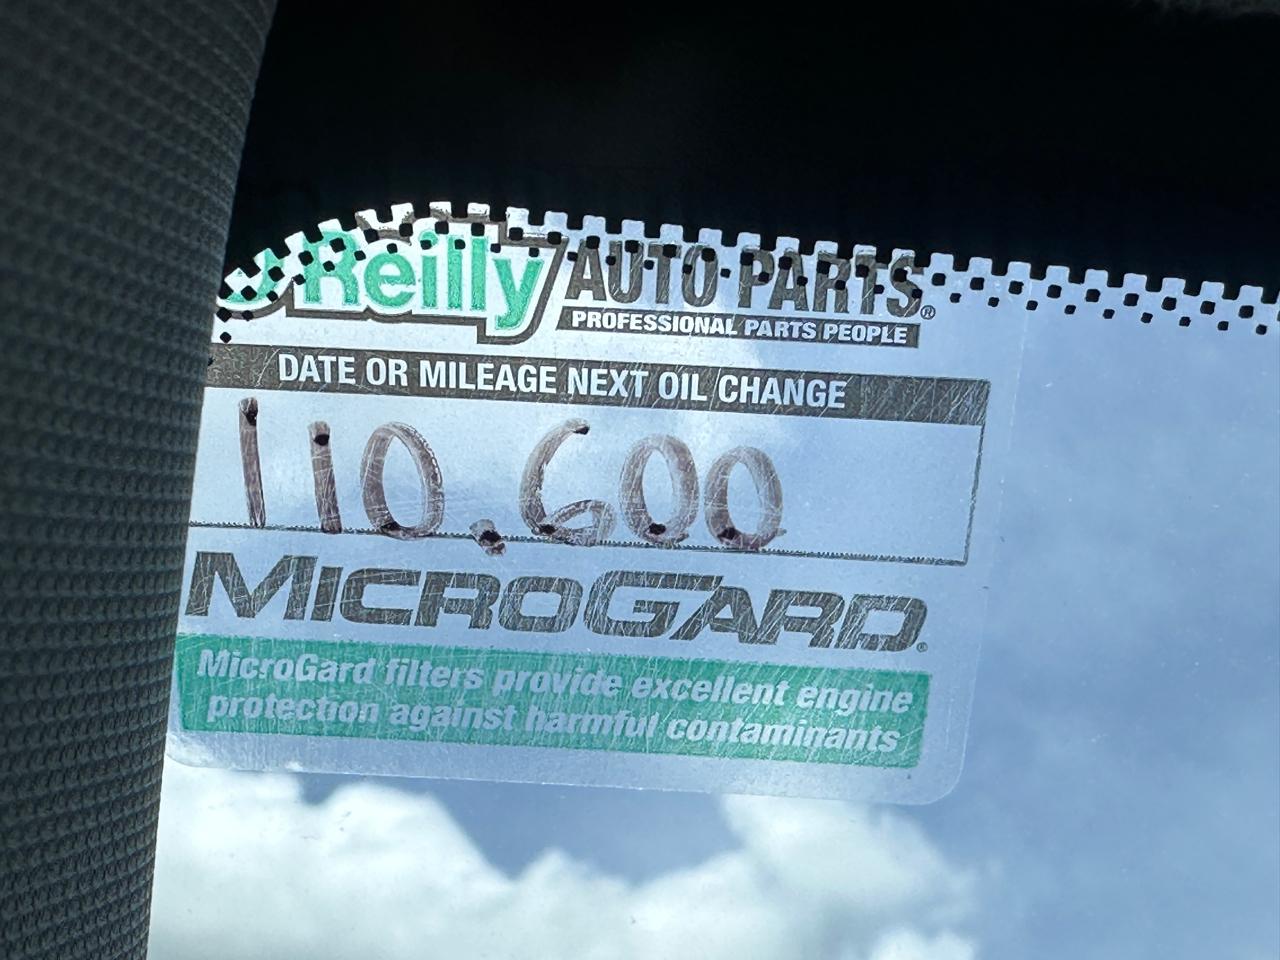 O'Reilly AUTO PARTS®
PROFESSIONAL PARTS PEOPLE
DATE OR MILEAGE NEXT OIL CHANGE
110,600
MICROGARD®
MicroGard filters provide excellent engine
protection against harmful contaminants